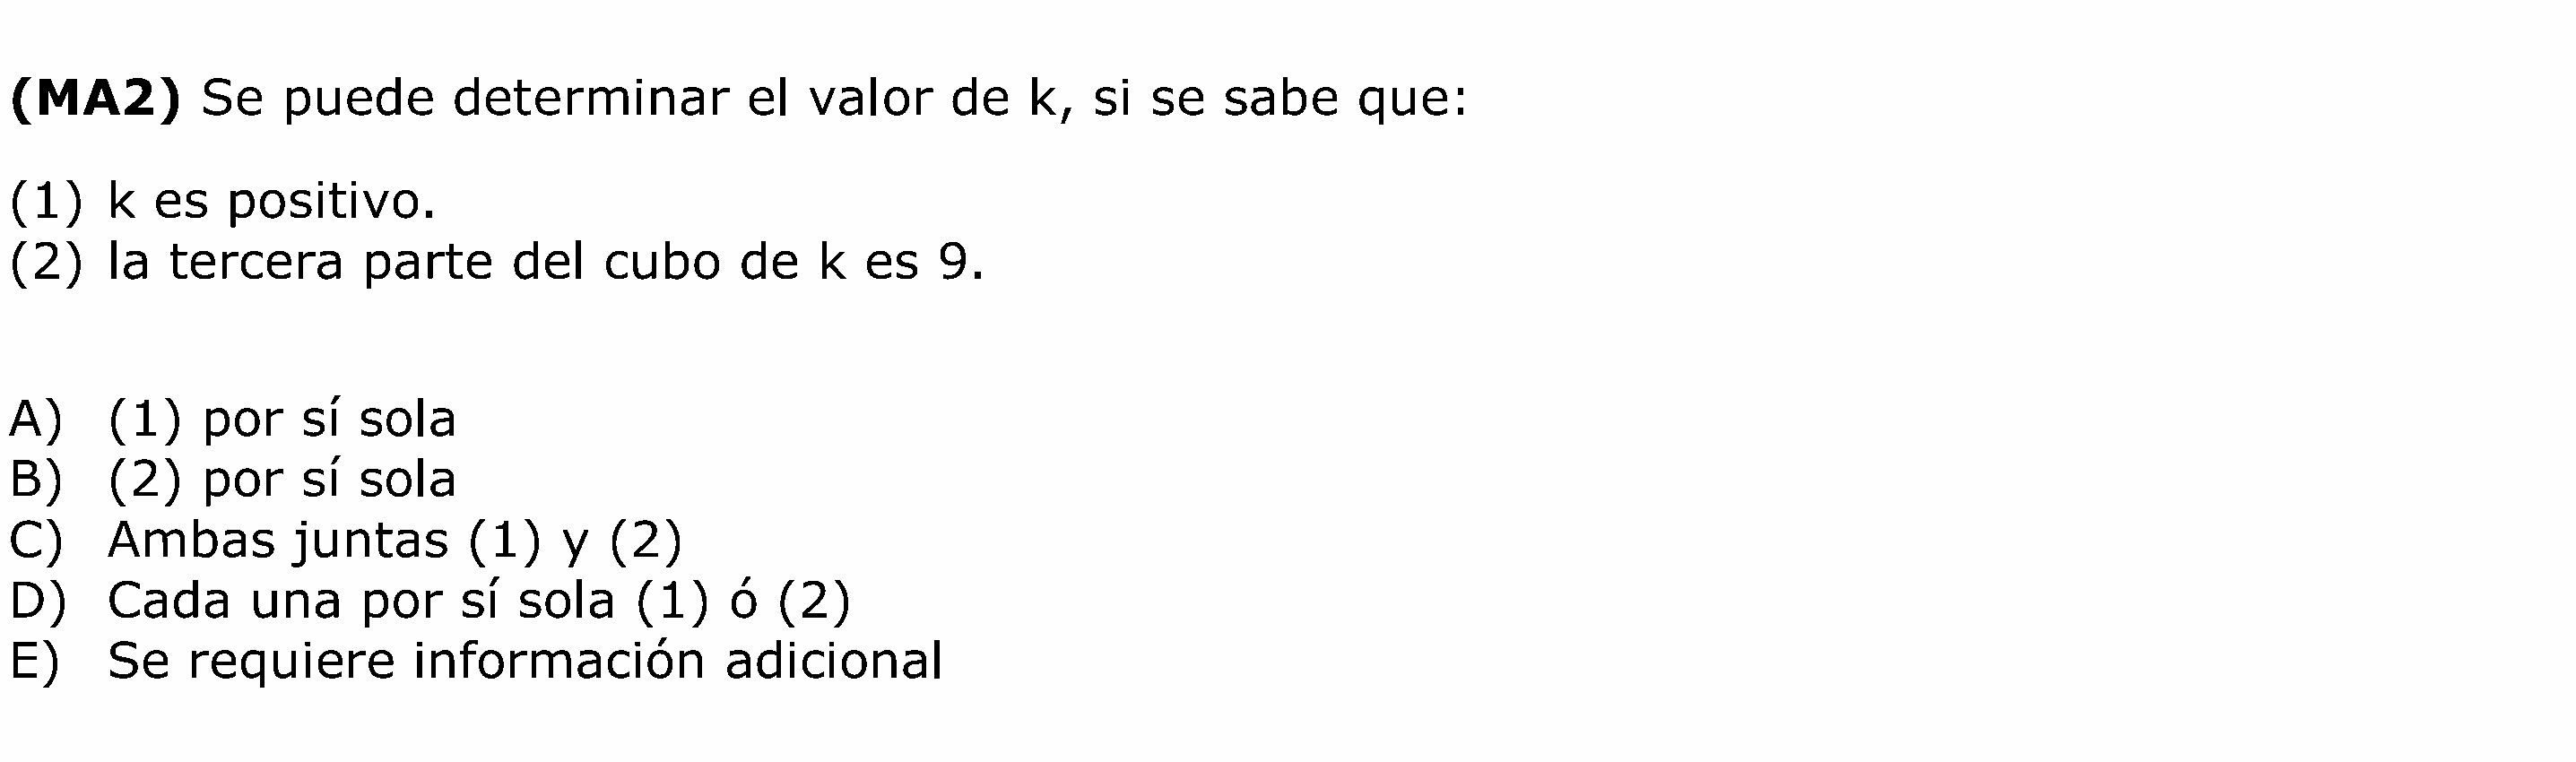 (MA2) Se puede determinar el valor de k, si se sabe que:
(1) k es positivo.
(2) la tercera parte del cubo de k es 9.
A) (1) por sí sola
B) (2) por sí sola
C) Ambas juntas (1) y (2)
D) Cada una por sí sola (1) ó (2)
E) Se requiere información adicional